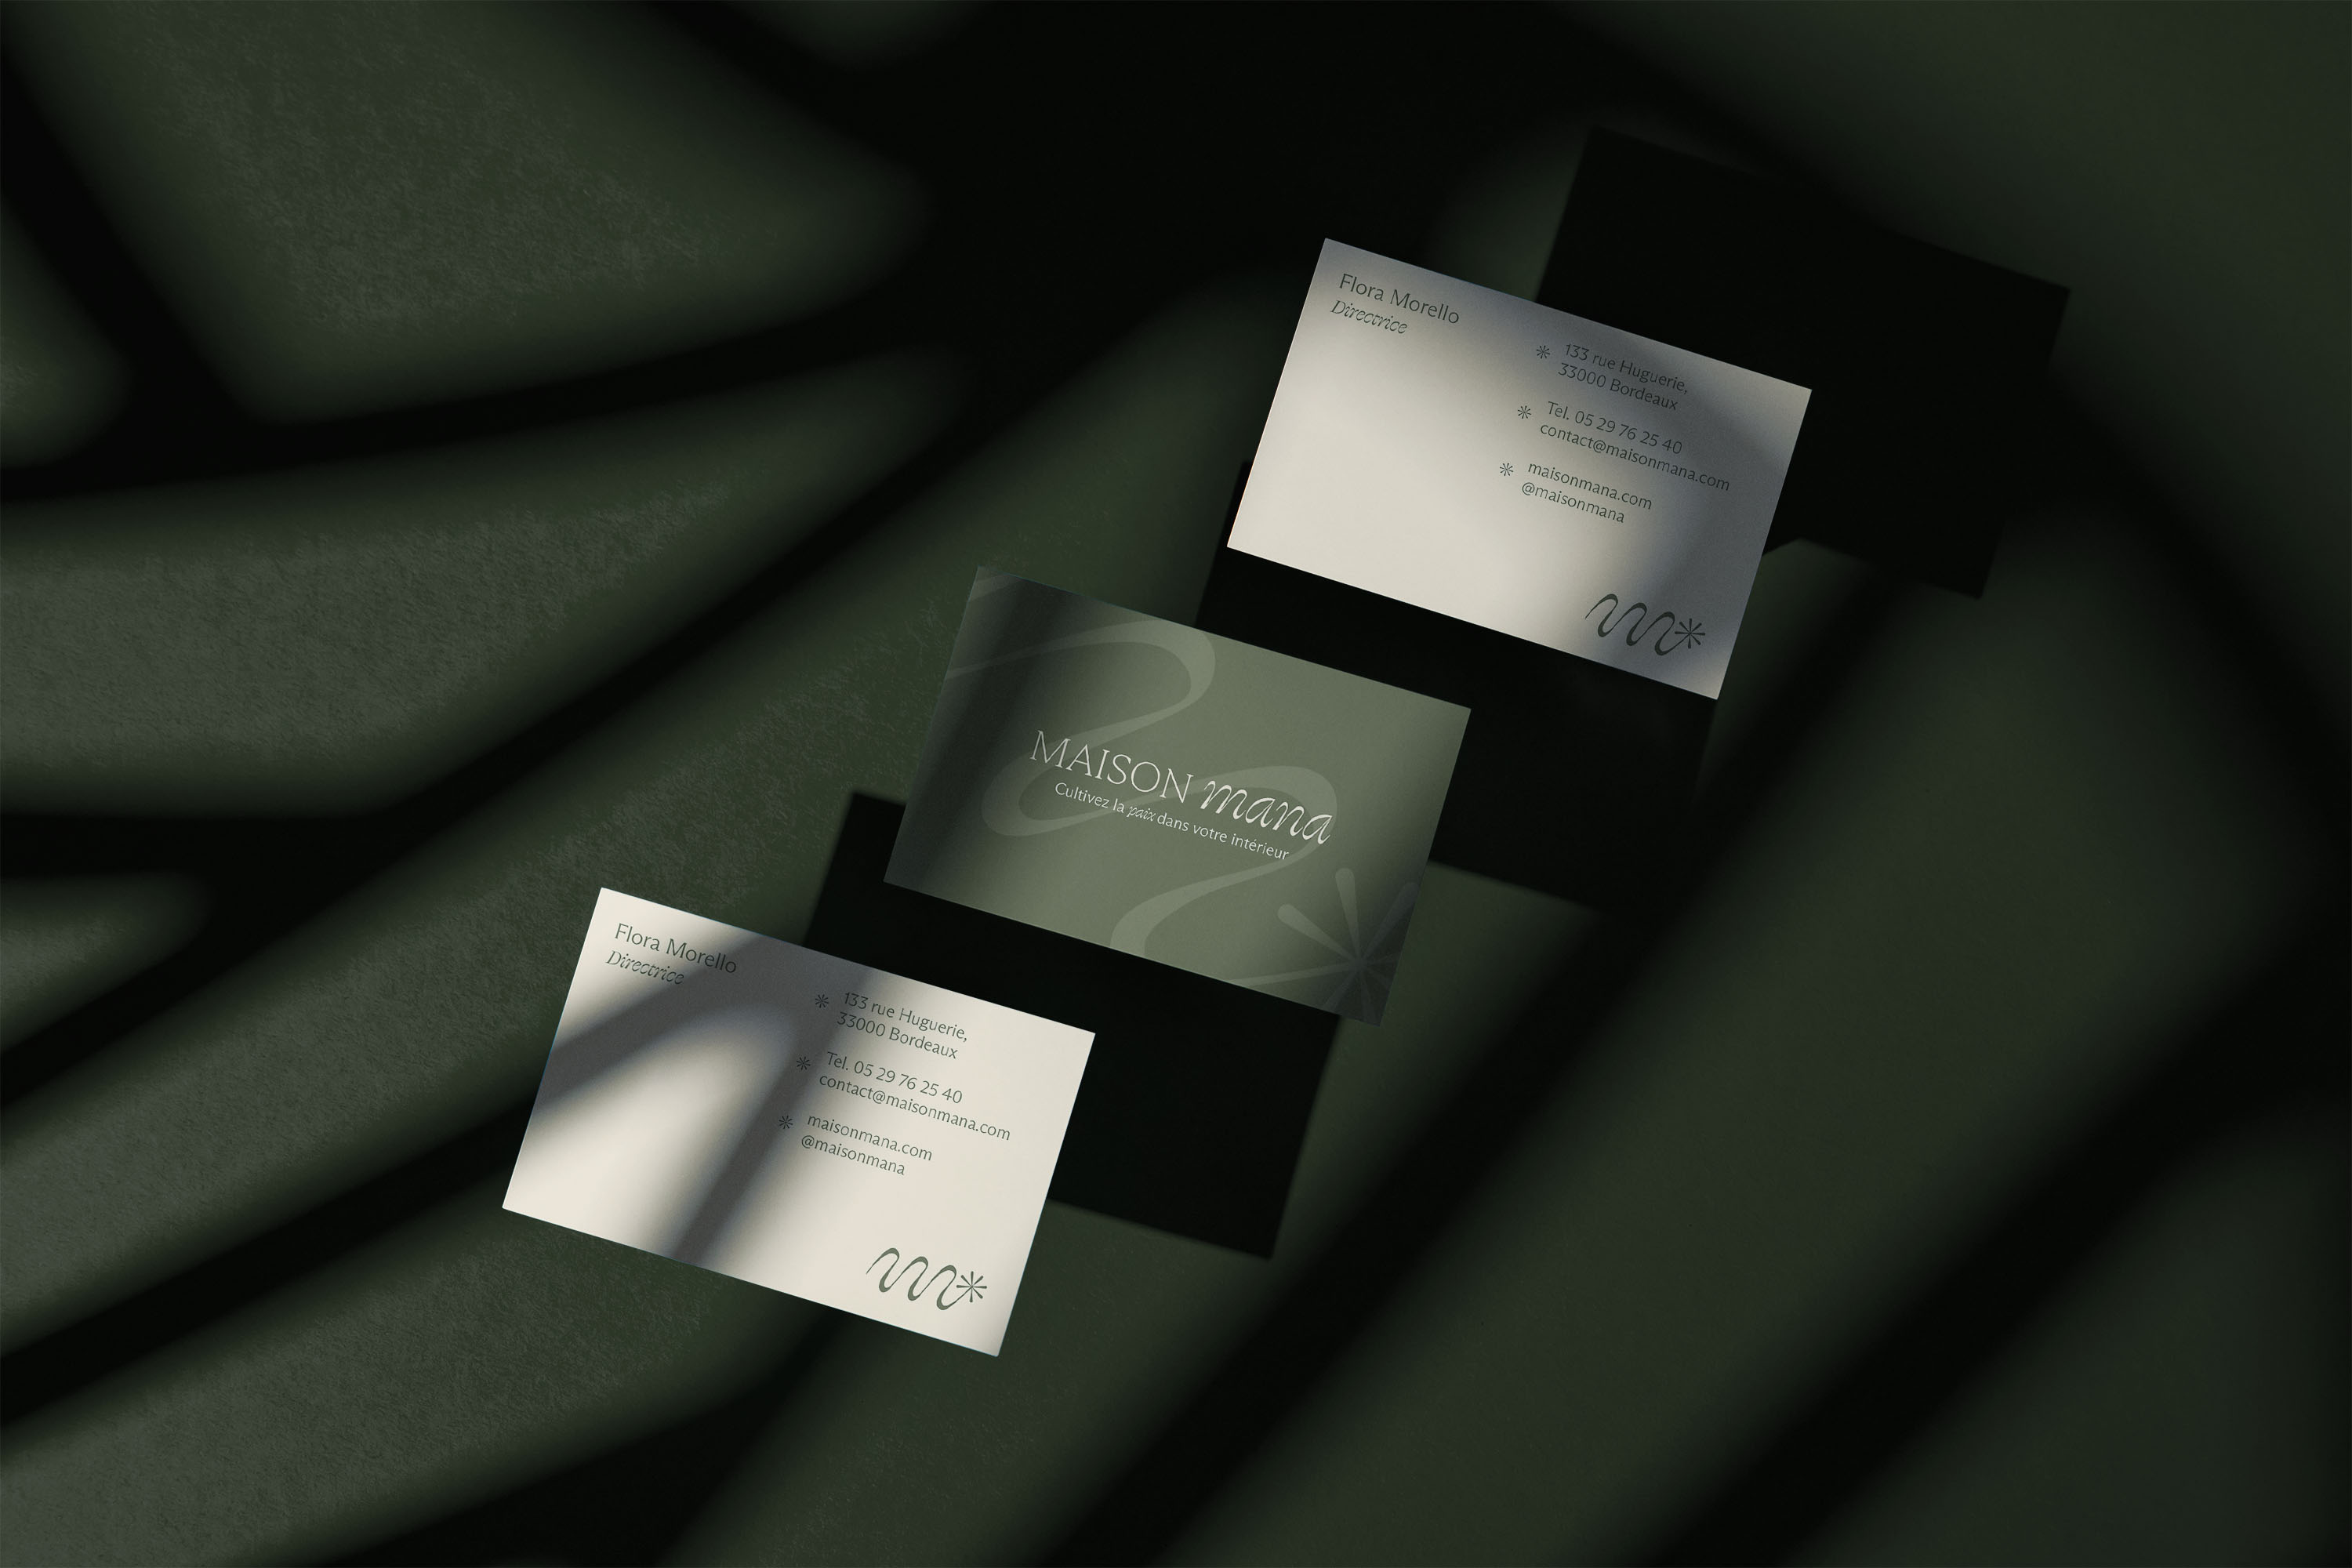 Flora Morello
Directrice
133 rue Huguerie,
33000 Bordeaux
Tel. 05 29 76 25 40
contact@maisonmana.com
maisonmana.com
@maisonmana
MAISON mana
Cultivez la paix dans votre intérieur
Flora Morello
Directrice
133 rue Huguerie,
33000 Bordeaux
Tel. 05 29 76 25 40
contact@maisonmana.com
maisonmana.com
@maisonmana